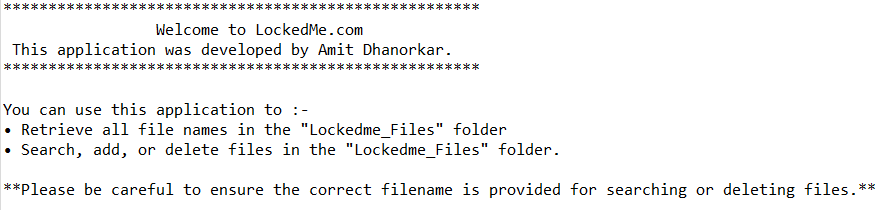 *****************************************************
Welcome to LockedMe.com
This application was developed by Amit Dhanorkar.
*****************************************************
You can use this application to :-
• Retrieve all file names in the "Lockedme_Files" folder
• Search, add, or delete files in the "Lockedme_Files" folder.
**Please be careful to ensure the correct filename is provided for searching or deleting files.**